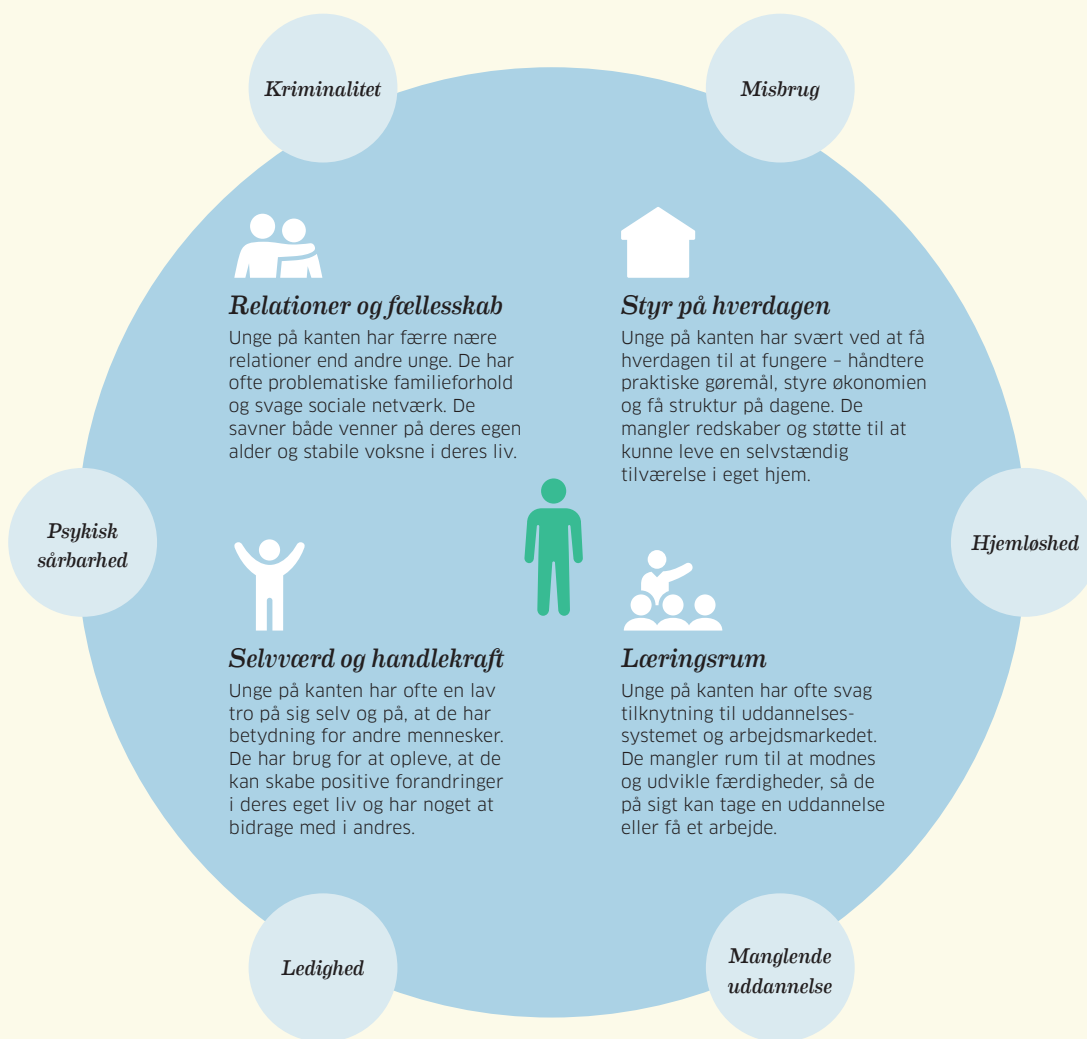 Kriminalitet
Misbrug
Relationer og fællesskab
Unge på kanten har færre nære
relationer end andre unge. De har
ofte problematiske familieforhold
og svage sociale netværk. De
savner både venner på deres egen
alder og stabile voksne i deres liv.
Styr på hverdagen
Unge på kanten har svært ved at få
hverdagen til at fungere – håndtere
praktiske gøremål, styre økonomien
og få struktur på dagene. De
mangler redskaber og støtte til at
kunne leve en selvstændig
tilværelse i eget hjem.
Psykisk
sårbarhed
Hjemløshed
Selvværd og handlekraft
Unge på kanten har ofte en lav
tro på sig selv og på, at de har
betydning for andre mennesker.
De har brug for at opleve, at de
kan skabe positive forandringer
i deres eget liv og har noget at
bidrage med i andres.
Læringsrum
Unge på kanten har ofte svag
tilknytning til uddannelses-
systemet og arbejdsmarkedet.
De mangler rum til at modnes
og udvikle færdigheder, så de
på sigt kan tage en uddannelse
eller få et arbejde.
Ledighed
Manglende
uddannelse